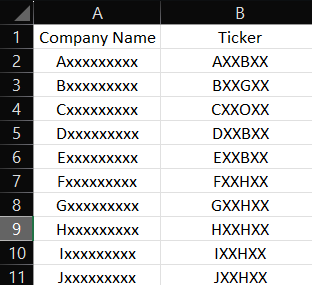 A B
1 Company Name Ticker
2 Axxxxxxxxx AXXBXX
3 Bxxxxxxxxx BXXGXX
4 Cxxxxxxxxx CXXOXX
5 Dxxxxxxxxx DXXBXX
6 Exxxxxxxxx EXXBXX
7 Fxxxxxxxxx FXXHXX
8 Gxxxxxxxxx GXXHXX
9 Hxxxxxxxxx HXXHXX
10 Ixxxxxxxxx IXXHXX
11 Jxxxxxxxxx JXXHXX